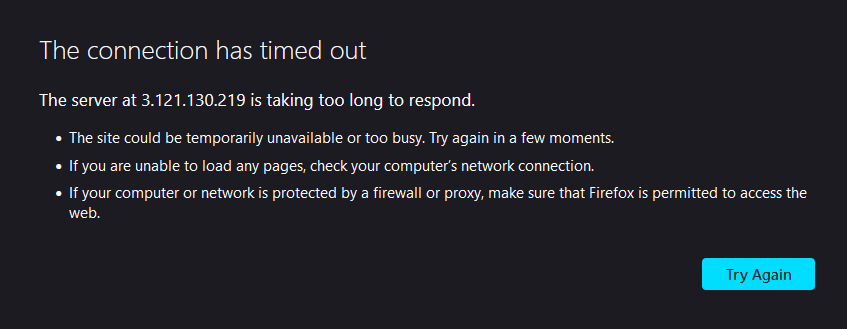 The connection has timed out
The server at 3.121.130.219 is taking too long to respond.
• The site could be temporarily unavailable or too busy. Try again in a few moments.
• If you are unable to load any pages, check your computer’s network connection.
• If your computer or network is protected by a firewall or proxy, make sure that Firefox is permitted to access the
web.
Try Again